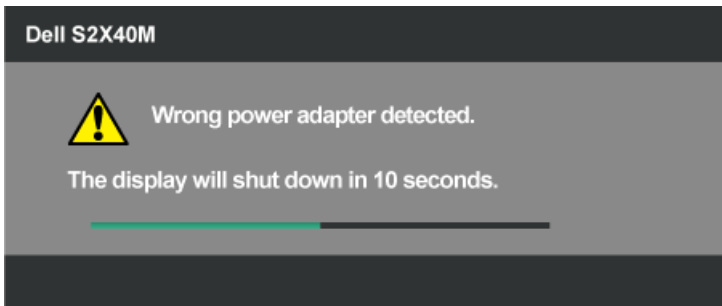 Dell S2X40M
Wrong power adapter detected.
The display will shut down in 10 seconds.